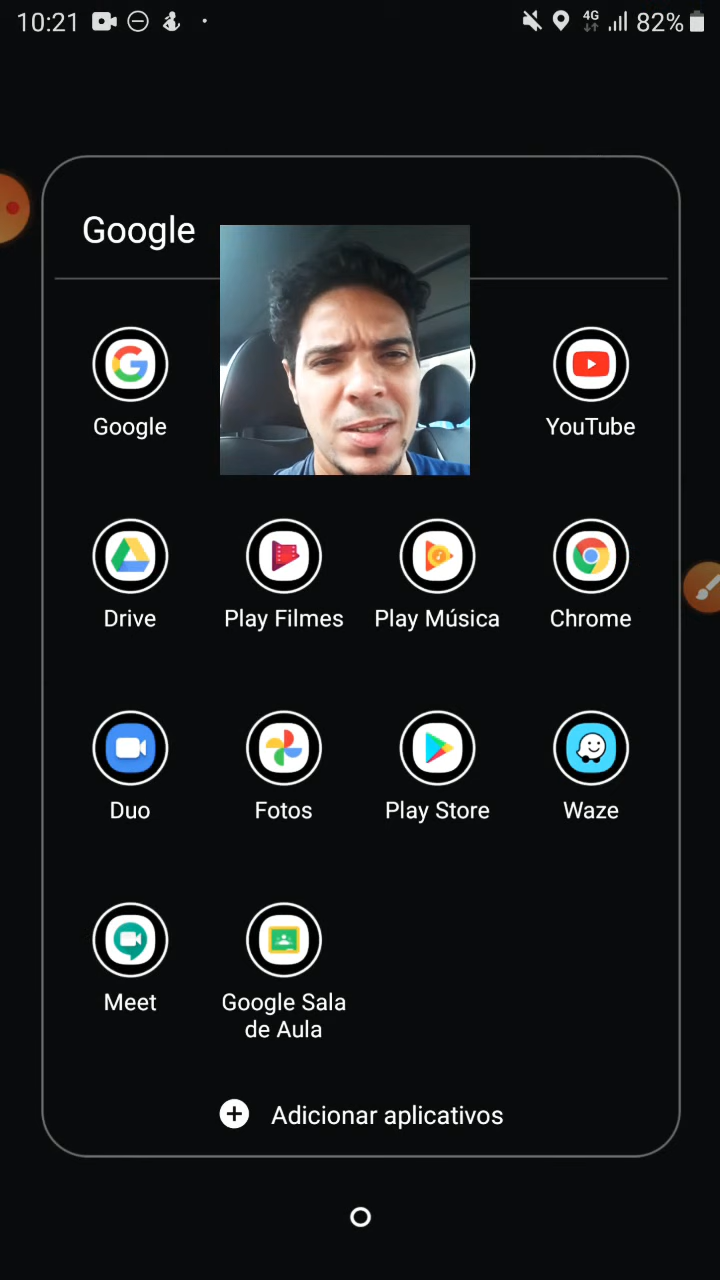 10:21 4G 82%
Google
Google YouTube
Drive Play Filmes Play Música Chrome
Duo Fotos Play Store Waze
Meet Google Sala
de Aula
Adicionar aplicativos